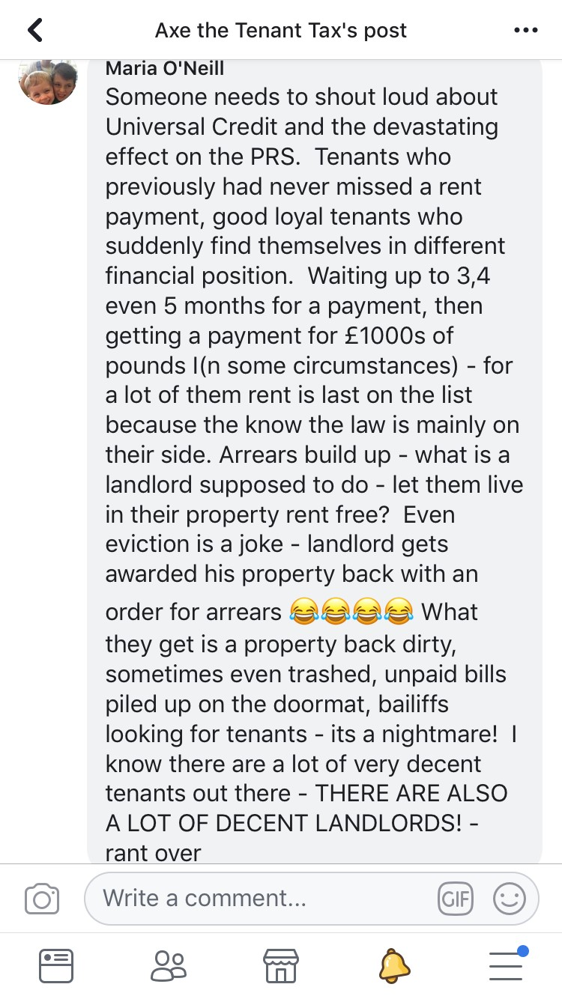 Axe the Tenant Tax's post
Maria O'Neill
Someone needs to shout loud about
Universal Credit and the devastating
effect on the PRS.  Tenants who
previously had never missed a rent
payment, good loyal tenants who
suddenly find themselves in different
financial position.  Waiting up to 3,4
even 5 months for a payment, then
getting a payment for £1000s of
pounds I(n some circumstances) - for
a lot of them rent is last on the list
because the know the law is mainly on
their side. Arrears build up - what is a
landlord supposed to do - let them live
in their property rent free?  Even
eviction is a joke - landlord gets
awarded his property back with an
order for arrears 😂😂😂😂 What
they get is a property back dirty,
sometimes even trashed, unpaid bills
piled up on the doormat, bailiffs
looking for tenants - its a nightmare!  I
know there are a lot of very decent
tenants out there - THERE ARE ALSO
A LOT OF DECENT LANDLORDS! -
rant over
Write a comment...
GIF